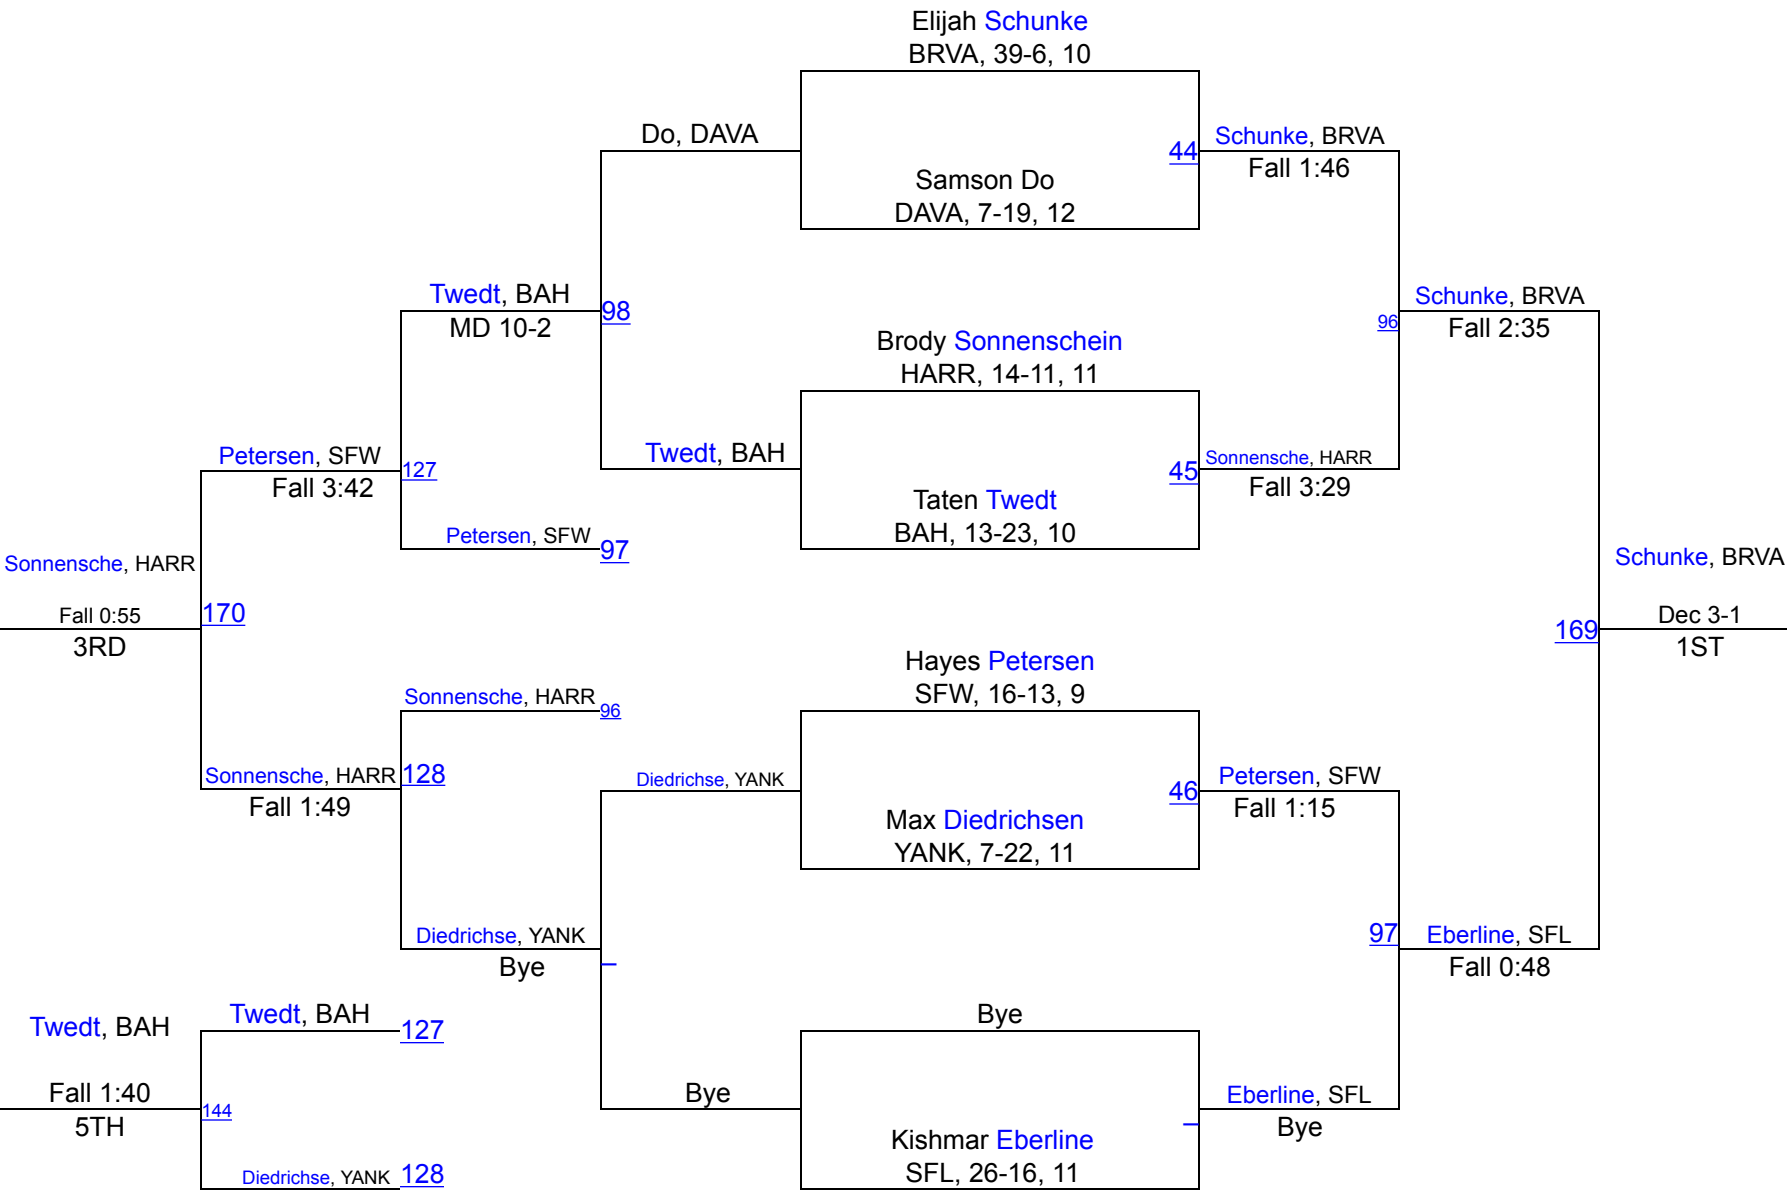 Elijah Schunke
BRVA, 39-6, 10
Do, DAVA
44
Schunke, BRVA
Fall 1:46
Samson Do
DAVA, 7-19, 12
Twedt, BAH
MD 10-2
98
Schunke, BRVA
Fall 2:35
96
Brody Sonnenschein
HARR, 14-11, 11
Petersen, SFW
Fall 3:42
127
Twedt, BAH
45
Sonnensche, HARR
Fall 3:29
Taten Twedt
BAH, 13-23, 10
Petersen, SFW
97
Sonnensche, HARR
Fall 0:55
3RD
170
Schunke, BRVA
Dec 3-1
1ST
169
Hayes Petersen
SFW, 16-13, 9
Sonnensche, HARR
96
Sonnensche, HARR
Fall 1:49
128
Diedrichse, YANK
46
Petersen, SFW
Fall 1:15
Max Diedrichsen
YANK, 7-22, 11
Diedrichse, YANK
Bye
97
Eberline, SFL
Fall 0:48
Twedt, BAH
Fall 1:40
5TH
Twedt, BAH
127
144
Diedrichse, YANK
128
Bye
Bye
Eberline, SFL
Bye
Kishmar Eberline
SFL, 26-16, 11